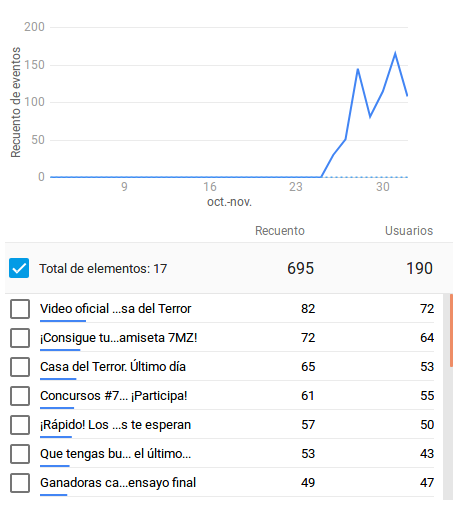 200
150
100
50
0
Recuento de eventos
9 16 23 30
oct.-nov.
Recuento Usuarios
Total de elementos: 17 695 190
Video oficial ...sa del Terror 82 72
¡Consigue tu...amiseta 7MZ! 72 64
Casa del Terror. Último día 65 53
Concursos #7... ¡Participa! 61 55
¡Rápido! Los ...s te esperan 57 50
Que tengas bu... el último... 53 43
Ganadoras ca...ensayo final 49 47